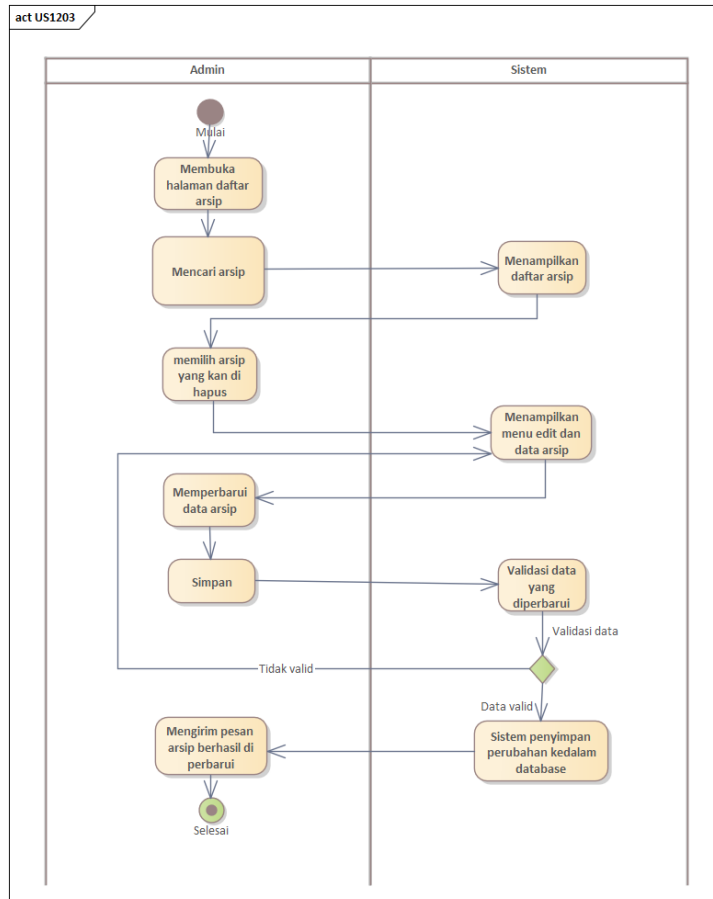 act US1203
Admin
Sistem
Mulai
Membuka
halaman daftar
arsip
Mencari arsip
Menampilkan
daftar arsip
memilih arsip
yang kan di
hapus
Menampilkan
menu edit dan
data arsip
Memperbarui
data arsip
Simpan
Validasi data
yang
diperbarui
Validasi data
Tidak valid
Data valid
Sistem penyimpan
perubahan kedalam
database
Mengirim pesan
arsip berhasil di
perbarui
Selesai